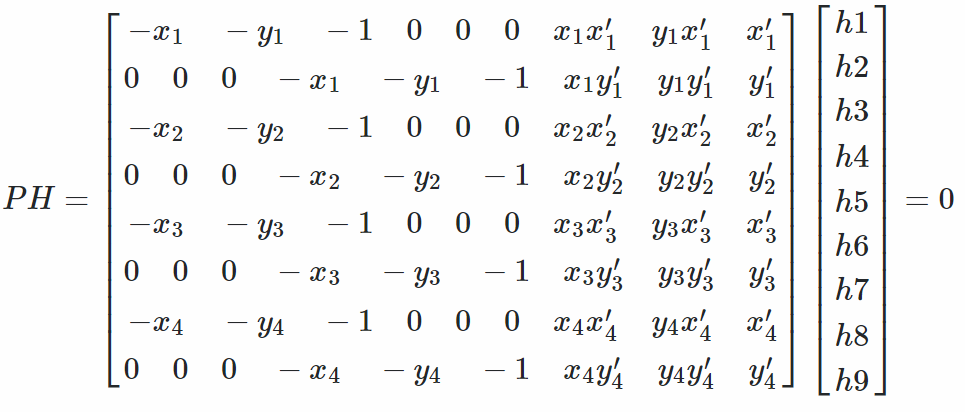 PH = [ −x₁ −y₁ −1 0 0 0 x₁x′₁ y₁x′₁ x′₁ ] [ h1
0 0 0 −x₁ −y₁ −1 x₁y′₁ y₁y′₁ y′₁ h2
−x₂ −y₂ −1 0 0 0 x₂x′₂ y₂x′₂ x′₂ h3
0 0 0 −x₂ −y₂ −1 x₂y′₂ y₂y′₂ y′₂ h4
−x₃ −y₃ −1 0 0 0 x₃x′₃ y₃x′₃ x′₃ h5
0 0 0 −x₃ −y₃ −1 x₃y′₃ y₃y′₃ y′₃ h6
−x₄ −y₄ −1 0 0 0 x₄x′₄ y₄x′₄ x′₄ h7
0 0 0 −x₄ −y₄ −1 x₄y′₄ y₄y′₄ y′₄ h8
h9 ] = 0